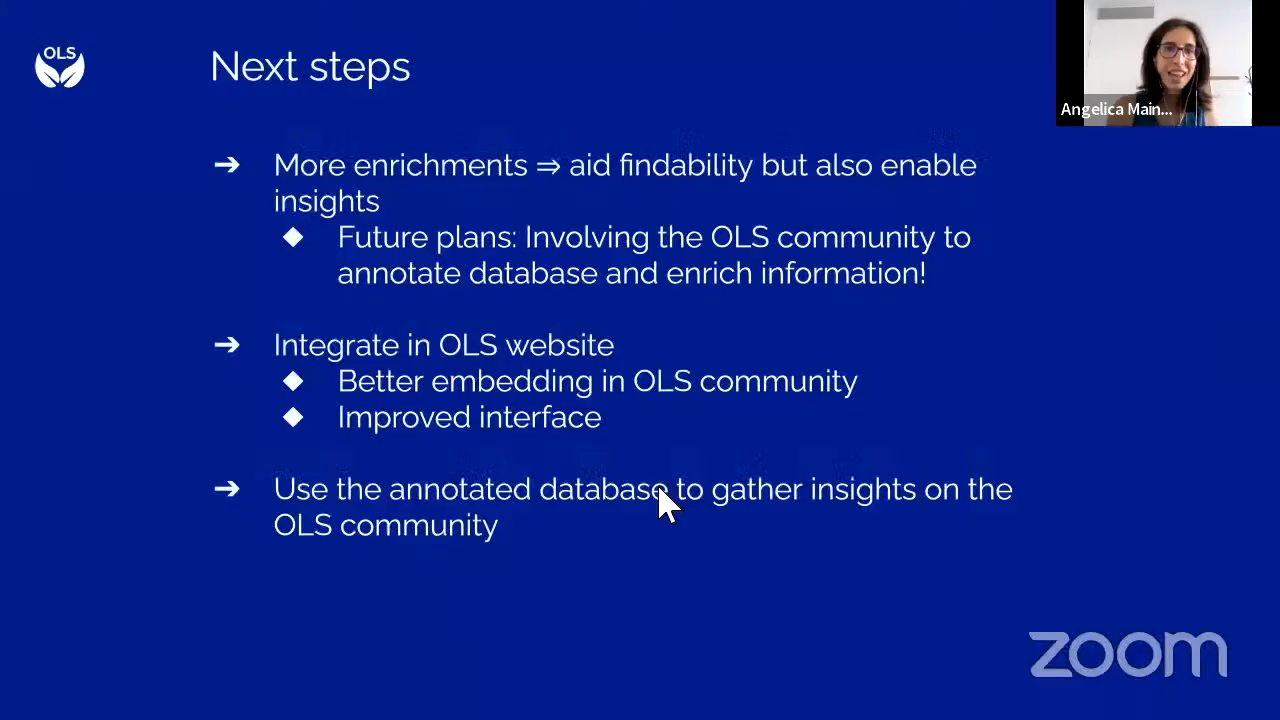 OLS
Next steps
Angelica Main...
➔ More enrichments ⇒ aid findability but also enable
insights
◆ Future plans: Involving the OLS community to
annotate database and enrich information!
➔ Integrate in OLS website
◆ Better embedding in OLS community
◆ Improved interface
➔ Use the annotated database to gather insights on the
OLS community
zoom